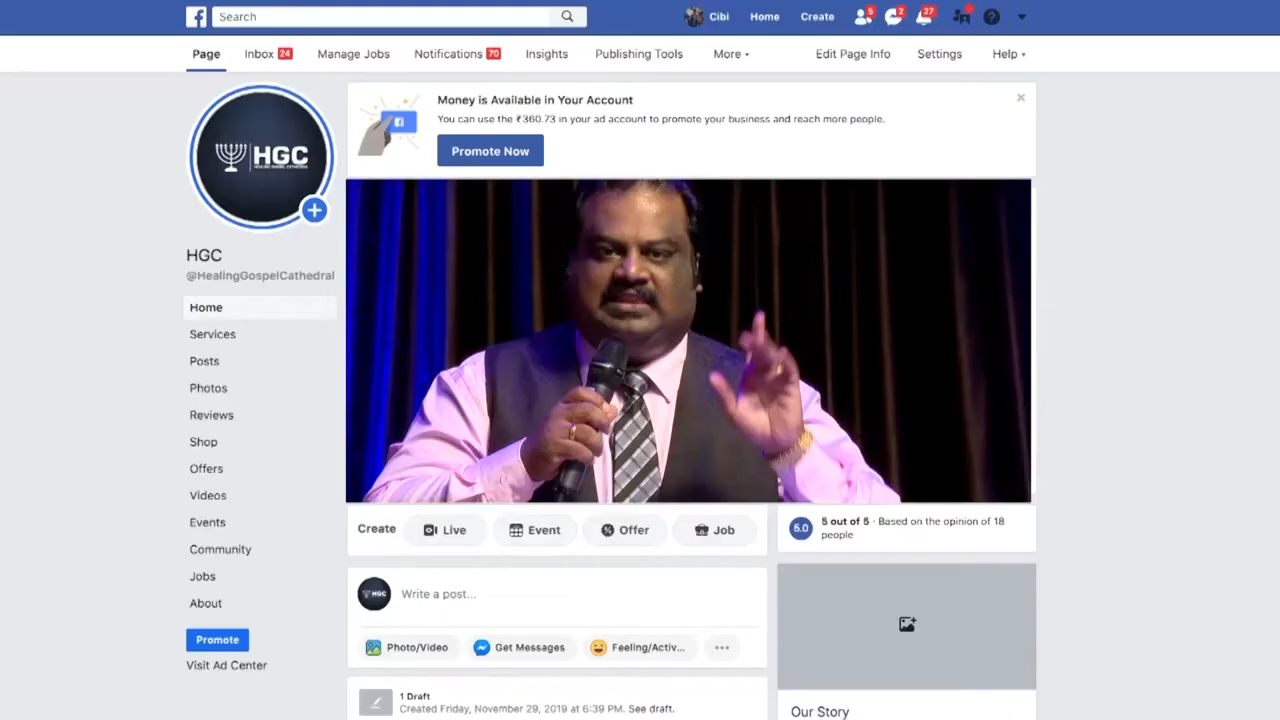 Search
Cibi
Home
Create
5
2
27
Page
Inbox 24
Manage Jobs
Notifications 70
Insights
Publishing Tools
More
Edit Page Info
Settings
Help
HGC
Money is Available in Your Account
You can use the ₹360.73 in your ad account to promote your business and reach more people.
Promote Now
HGC
@HealingGospelCathedral
Home
Services
Posts
Photos
Reviews
Shop
Offers
Videos
Events
Community
Jobs
About
Promote
Visit Ad Center
Create
Live
Event
Offer
Job
5.0
5 out of 5 · Based on the opinion of 18
people
HGC
Write a post...
Photo/Video
Get Messages
Feeling/Activ...
1 Draft
Created Friday, November 29, 2019 at 6:39 PM. See draft.
Our Story